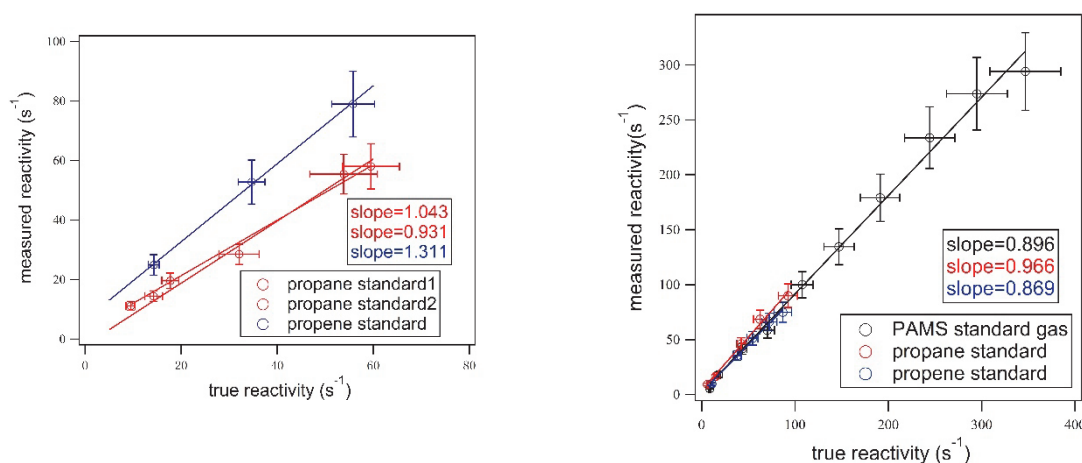 100
80
60
40
20
0
measured reactivity (s⁻¹)
slope=1.043
slope=0.931
slope=1.311
propane standard1
propane standard2
propene standard
0 20 40 60 80
true reactivity (s⁻¹)
300
250
200
150
100
50
0
measured reactivity(s⁻¹)
slope=0.896
slope=0.966
slope=0.869
PAMS standard gas
propane standard
propene standard
0 100 200 300 400
true reactivity (s⁻¹)